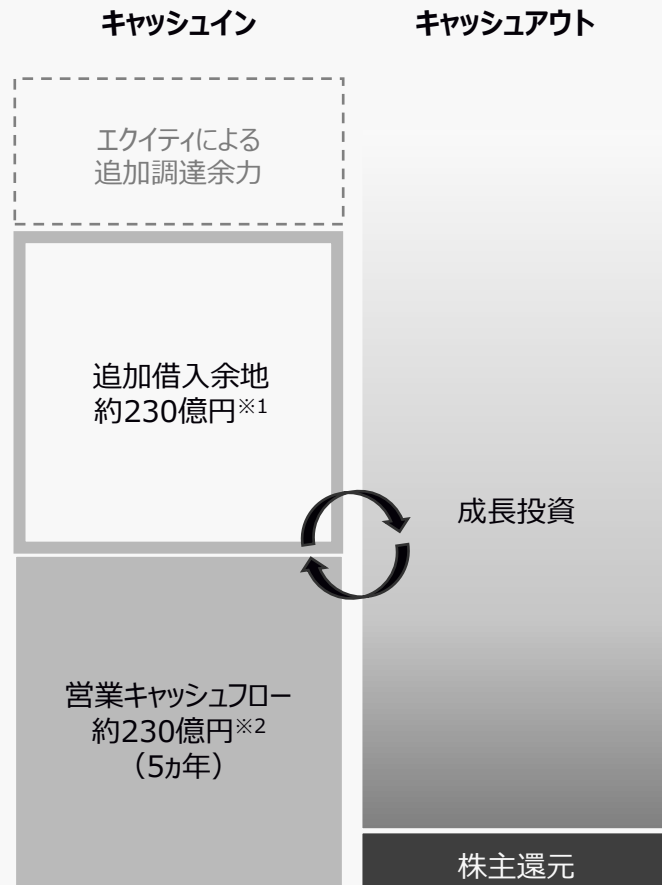 キャッシュイン
キャッシュアウト
エクイティによる
追加調達余力
追加借入余地
約230億円※1
成長投資
営業キャッシュフロー
約230億円※2
（5ヵ年）
株主還元